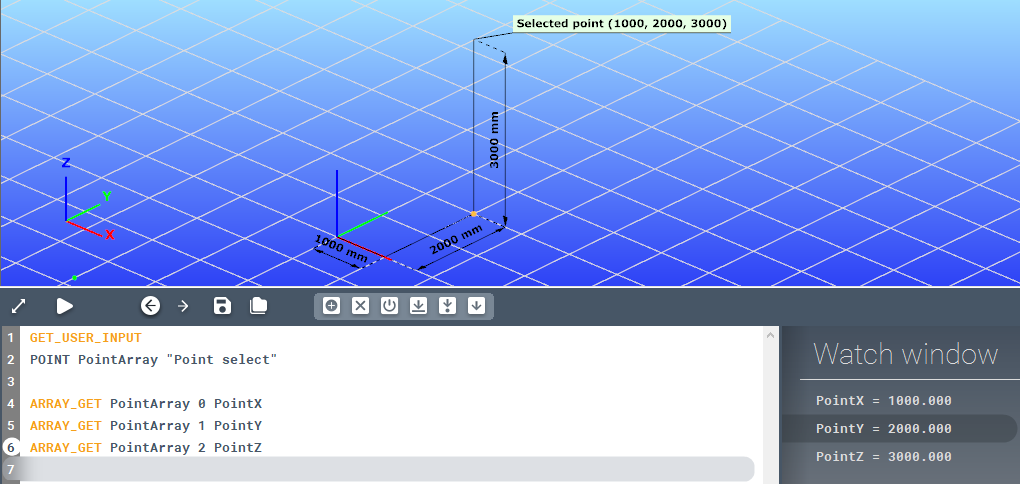 Selected point (1000, 2000, 3000)
3000 mm
Z
Y
X
1000 mm
2000 mm
1 GET_USER_INPUT
2 POINT PointArray "Point select"
3
4 ARRAY_GET PointArray 0 PointX
5 ARRAY_GET PointArray 1 PointY
6 ARRAY_GET PointArray 2 PointZ
7
Watch window
PointX = 1000.000
PointY = 2000.000
PointZ = 3000.000